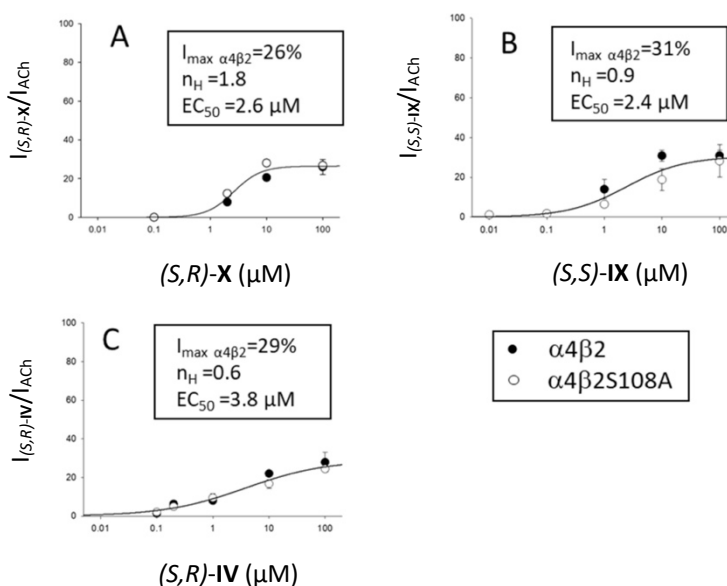 A
I max α4β2=26%
nH =1.8
EC50 =2.6 μM
I(S,R)-X/IACh
100
80
60
40
20
0
0.01 0.1 1 10 100
(S,R)-X (μM)
B
I max α4β2=31%
nH =0.9
EC50 =2.4 μM
I(S,S)-IX/IACh
100
80
60
40
20
0
0.01 0.1 1 10 100
(S,S)-IX (μM)
C
I max α4β2=29%
nH =0.6
EC50 =3.8 μM
I(S,R)-IV/IACh
100
80
60
40
20
0
0.01 0.1 1 10 100
(S,R)-IV (μM)
α4β2
α4β2S108A